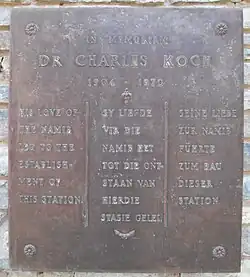 IN MEMORIAM
DR CHARLES KOCH
1904 - 1970
HIS LOVE OF
THE NAMIB
LED TO THE
ESTABLISH-
MENT OF
THIS STATION
SY LIEFDE
VIR DIE
NAMIB HET
TOT DIE ONT-
STAAN VAN
HIERDIE
STASIE GELEI
SEINE LIEBE
ZUR NAMIB
FÜHRTE
ZUM BAU
DIESER
STATION